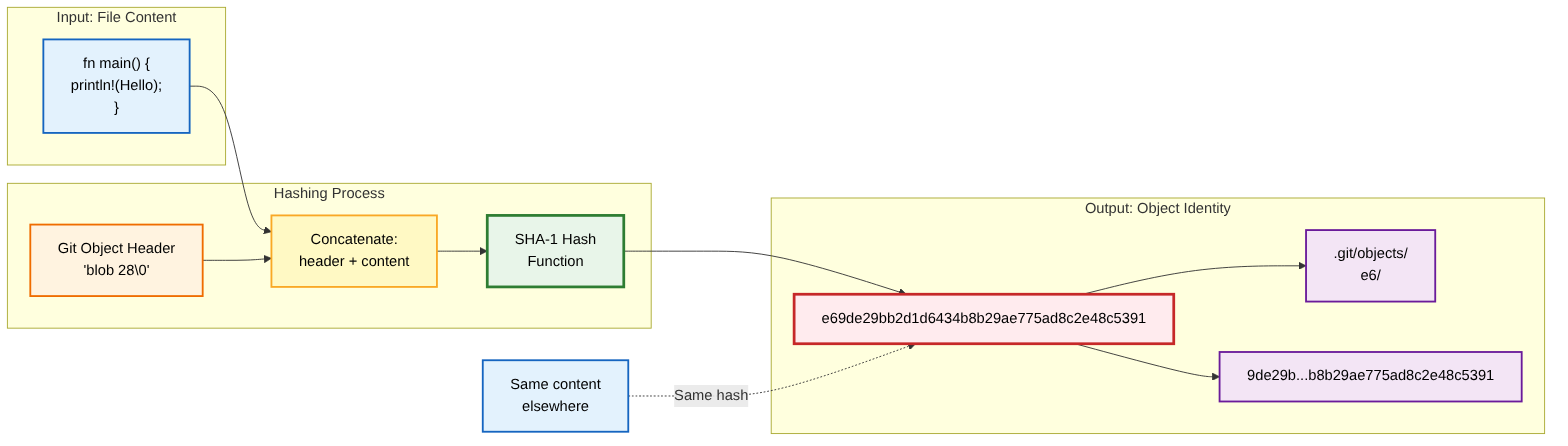 Input: File Content
fn main() {
println!(Hello);
}
Hashing Process
Git Object Header
'blob 28\0'
Concatenate:
header + content
SHA-1 Hash
Function
Output: Object Identity
e69de29bb2d1d6434b8b29ae775ad8c2e48c5391
.git/objects/
e6/
9de29b...b8b29ae775ad8c2e48c5391
Same content
elsewhere
Same hash